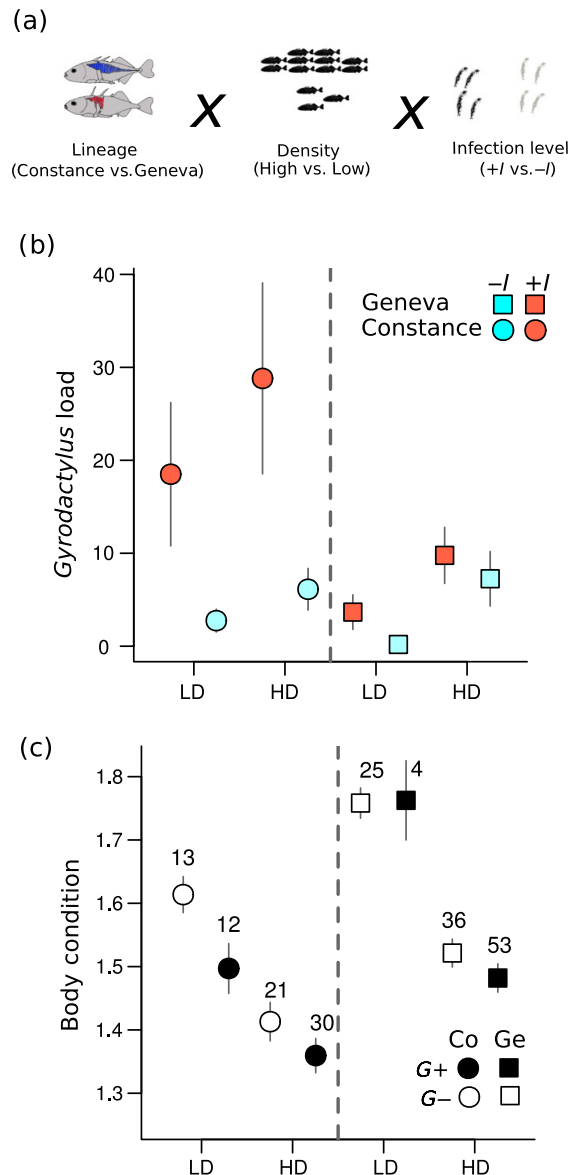 (a)
X
X
Lineage
(Constance vs.Geneva)
Density
(High vs. Low)
Infection level
(+I vs.–I)
(b)
–I +I
Geneva
Constance
Gyrodactylus load
40
30
20
10
0
LD
HD
LD
HD
(c)
Body condition
1.8
1.7
1.6
1.5
1.4
1.3
13
12
21
30
25
4
36
53
Co Ge
G+
G–
LD
HD
LD
HD